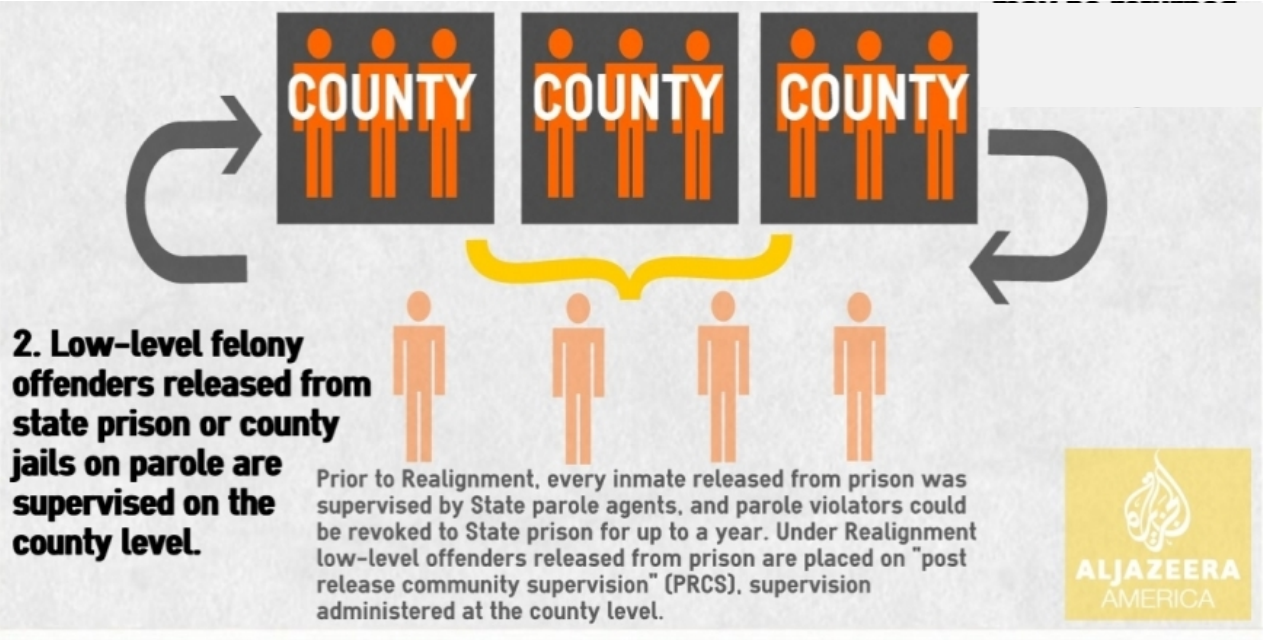 COUNTY COUNTY COUNTY
2. Low-level felony
offenders released from
state prison or county
jails on parole are
supervised on the
county level.
Prior to Realignment, every inmate released from prison was
supervised by State parole agents, and parole violators could
be revoked to State prison for up to a year. Under Realignment
low-level offenders released from prison are placed on "post
release community supervision" (PRCS), supervision
administered at the county level.
ALJAZEERA
AMERICA